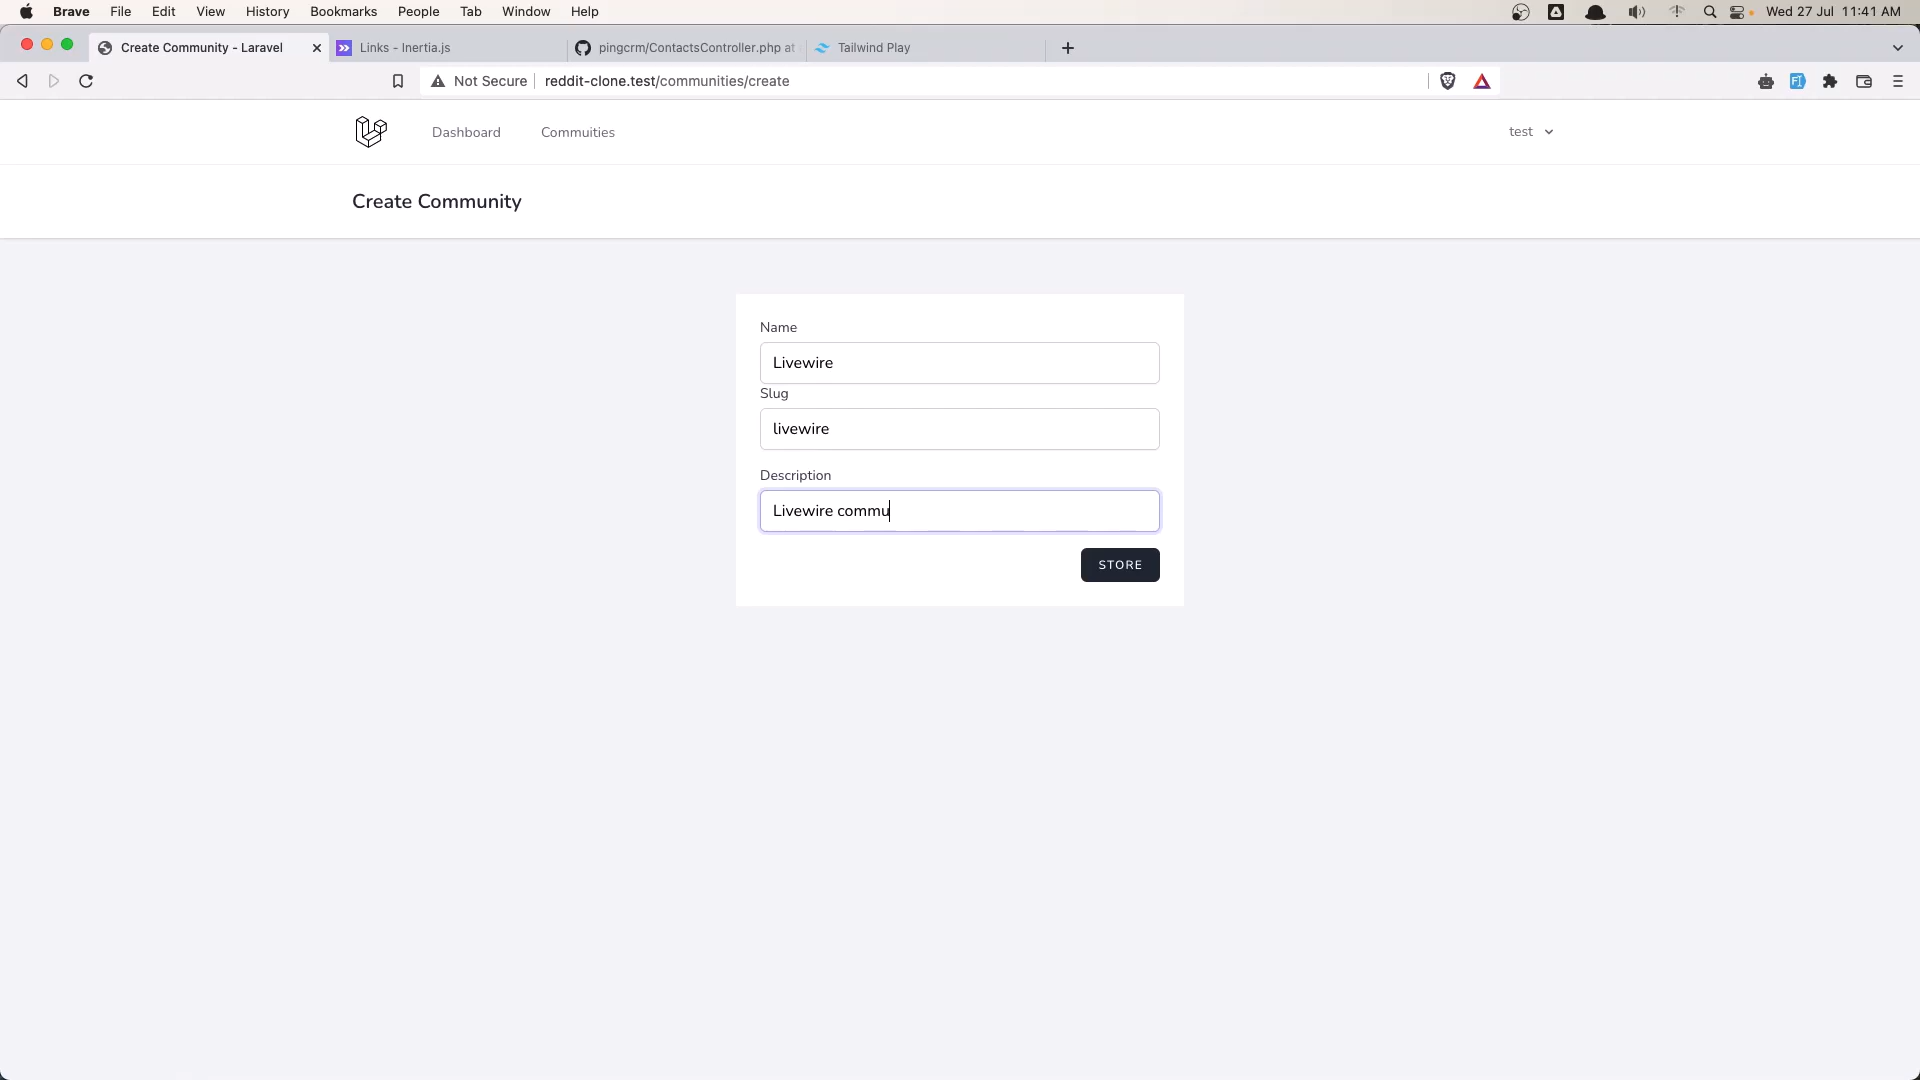 Brave File Edit View History Bookmarks People Tab Window Help Wed 27 Jul 11:41 AM
Create Community - Laravel Links - Inertia.js pingcrm/ContactsController.php at Tailwind Play
Not Secure reddit-clone.test/communities/create
Dashboard Commuities test
Create Community
Name
Livewire
Slug
livewire
Description
Livewire commu
STORE